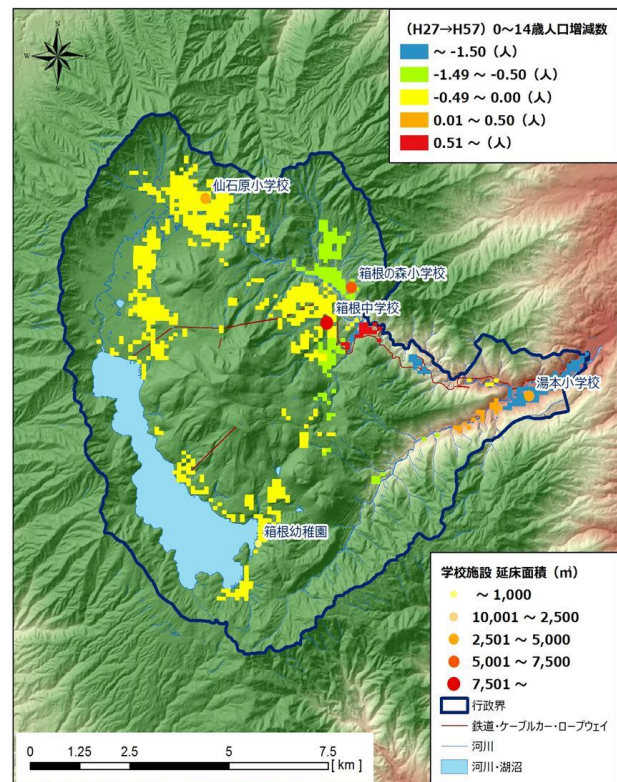 （H27→H57）0～14歳人口増減数
～ -1.50（人）
-1.49 ～ -0.50（人）
-0.49 ～ 0.00（人）
0.01 ～ 0.50（人）
0.51 ～（人）
N
W
E
S
仙石原小学校
箱根の森小学校
箱根中学校
湯本小学校
箱根幼稚園
学校施設 延床面積（㎡）
～ 1,000
10,001 ～ 2,500
2,501 ～ 5,000
5,001 ～ 7,500
7,501 ～
行政界
鉄道・ケーブルカー・ロープウェイ
河川
河川・湖沼
0 1.25 2.5 5 7.5
[ km ]